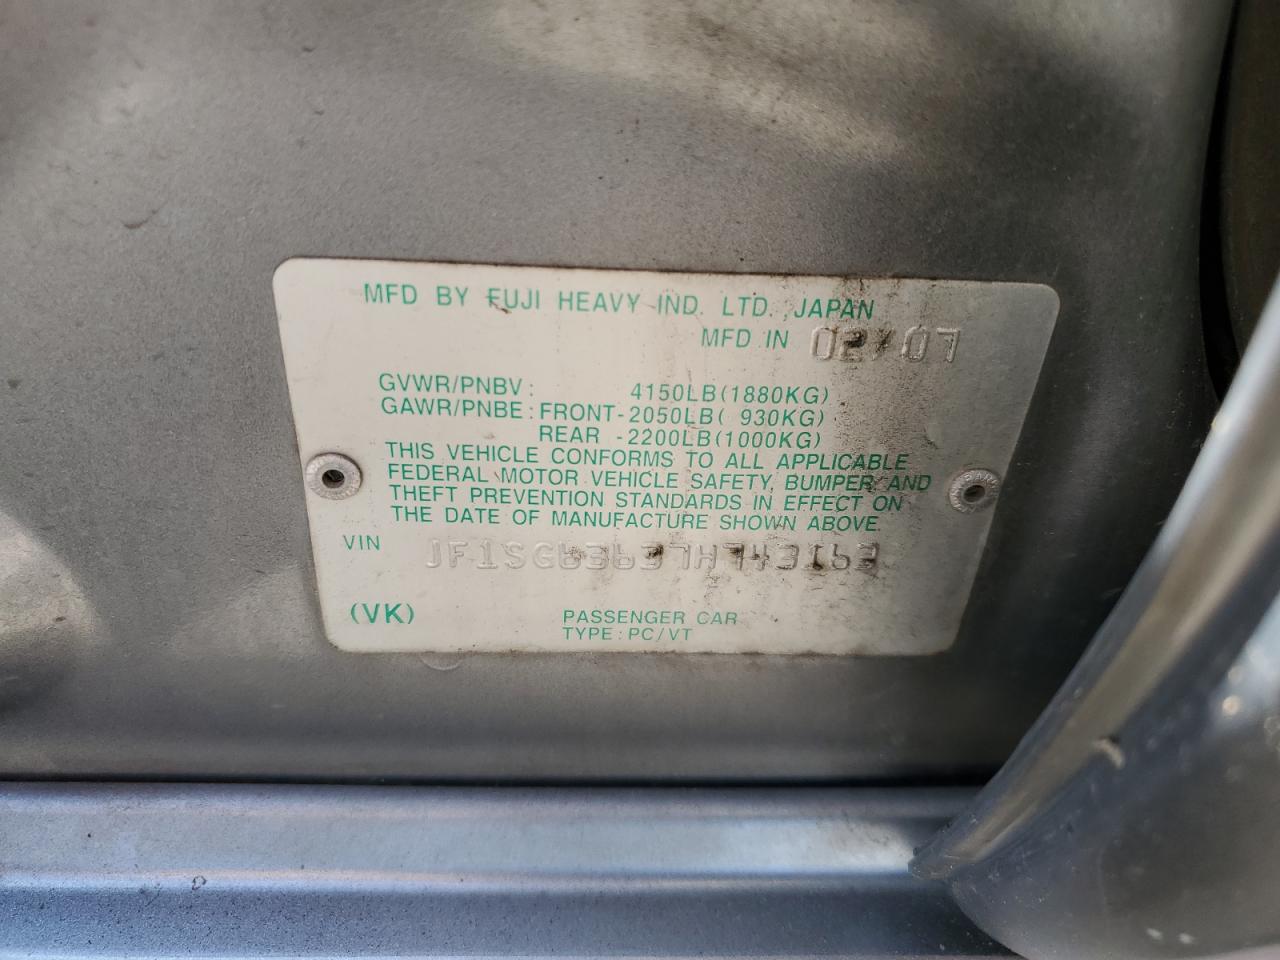 MFD BY FUJI HEAVY IND. LTD. JAPAN
MFD IN 02/07
GVWR/PNBV: 4150LB(1880KG)
GAWR/PNBE: FRONT-2050LB( 930KG)
REAR -2200LB(1000KG)
THIS VEHICLE CONFORMS TO ALL APPLICABLE
FEDERAL MOTOR VEHICLE SAFETY, BUMPER, AND
THEFT PREVENTION STANDARDS IN EFFECT ON
THE DATE OF MANUFACTURE SHOWN ABOVE.
VIN
(VK) PASSENGER CAR
TYPE: PC/VT